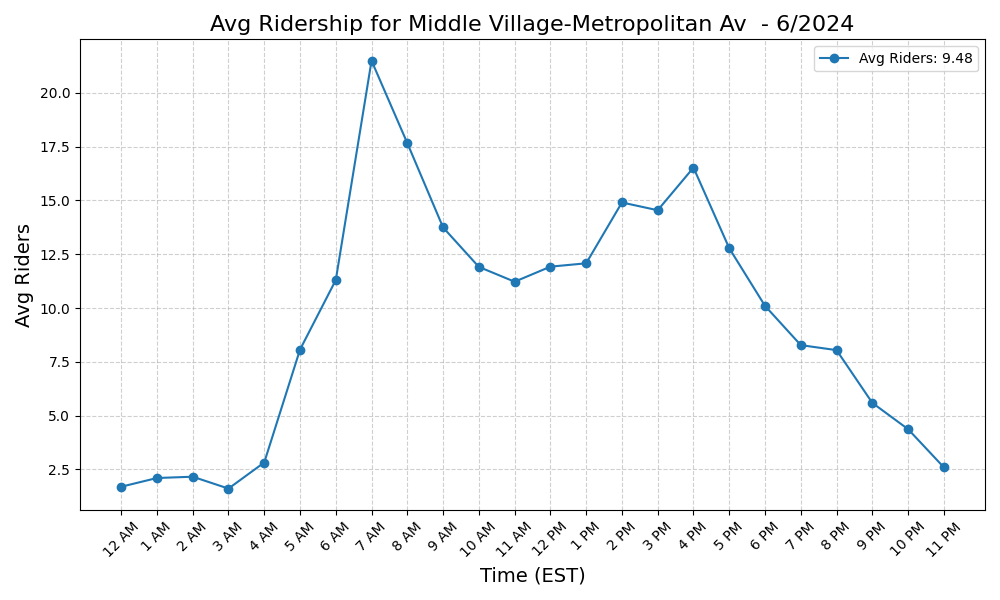 Avg Ridership for Middle Village-Metropolitan Av  - 6/2024
Avg Riders: 9.48
Avg Riders
20.0
17.5
15.0
12.5
10.0
7.5
5.0
2.5
12 AM
1 AM
2 AM
3 AM
4 AM
5 AM
6 AM
7 AM
8 AM
9 AM
10 AM
11 AM
12 PM
1 PM
2 PM
3 PM
4 PM
5 PM
6 PM
7 PM
8 PM
9 PM
10 PM
11 PM
Time (EST)